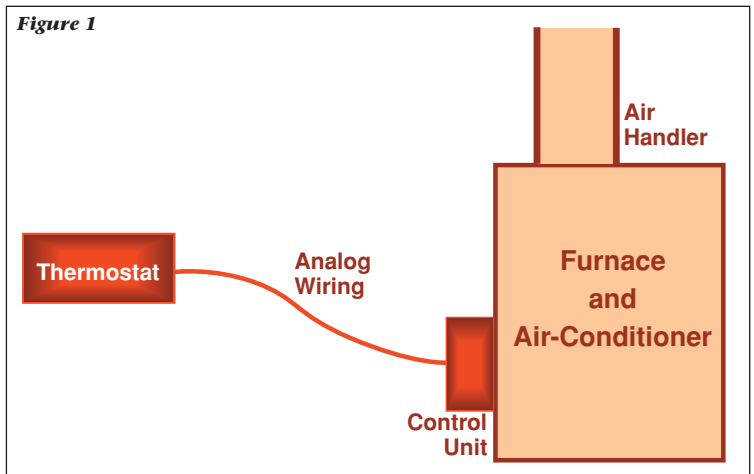 Figure 1
Air
Handler
Thermostat
Analog
Wiring
Furnace
and
Air-Conditioner
Control
Unit